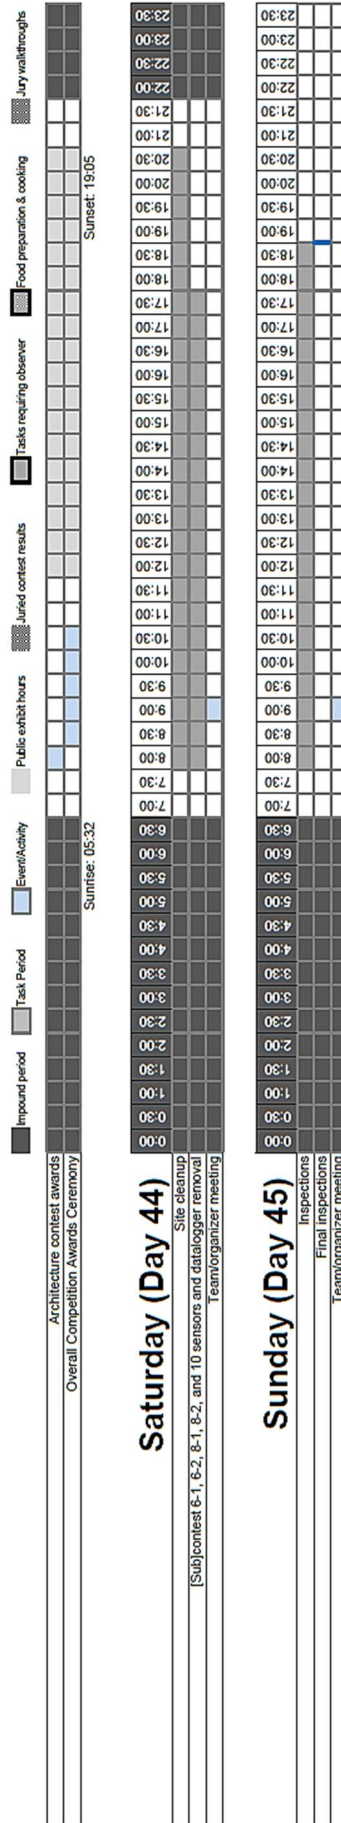 Impound period Task Period Event/Activity Public exhibit hours Juried contest results Tasks requiring observer Food preparation & cooking Jury walkthroughs
Architecture contest awards
Overall Competition Awards Ceremony
Sunrise: 05:32 Sunset: 19:05
Saturday (Day 44) 0:00 0:30 1:00 1:30 2:00 2:30 3:00 3:30 4:00 4:30 5:00 5:30 6:00 6:30 7:00 7:30 8:00 8:30 9:00 9:30 10:00 10:30 11:00 11:30 12:00 12:30 13:00 13:30 14:00 14:30 15:00 15:30 16:00 16:30 17:00 17:30 18:00 18:30 19:00 19:30 20:00 20:30 21:00 21:30 22:00 22:30 23:00 23:30
Site cleanup
[Sub]contest 6-1, 6-2, 8-1, 8-2, and 10 sensors and datalogger removal
Team/organizer meeting
Sunday (Day 45) 0:00 0:30 1:00 1:30 2:00 2:30 3:00 3:30 4:00 4:30 5:00 5:30 6:00 6:30 7:00 7:30 8:00 8:30 9:00 9:30 10:00 10:30 11:00 11:30 12:00 12:30 13:00 13:30 14:00 14:30 15:00 15:30 16:00 16:30 17:00 17:30 18:00 18:30 19:00 19:30 20:00 20:30 21:00 21:30 22:00 22:30 23:00 23:30
Inspections
Final inspections
Team/organizer meeting